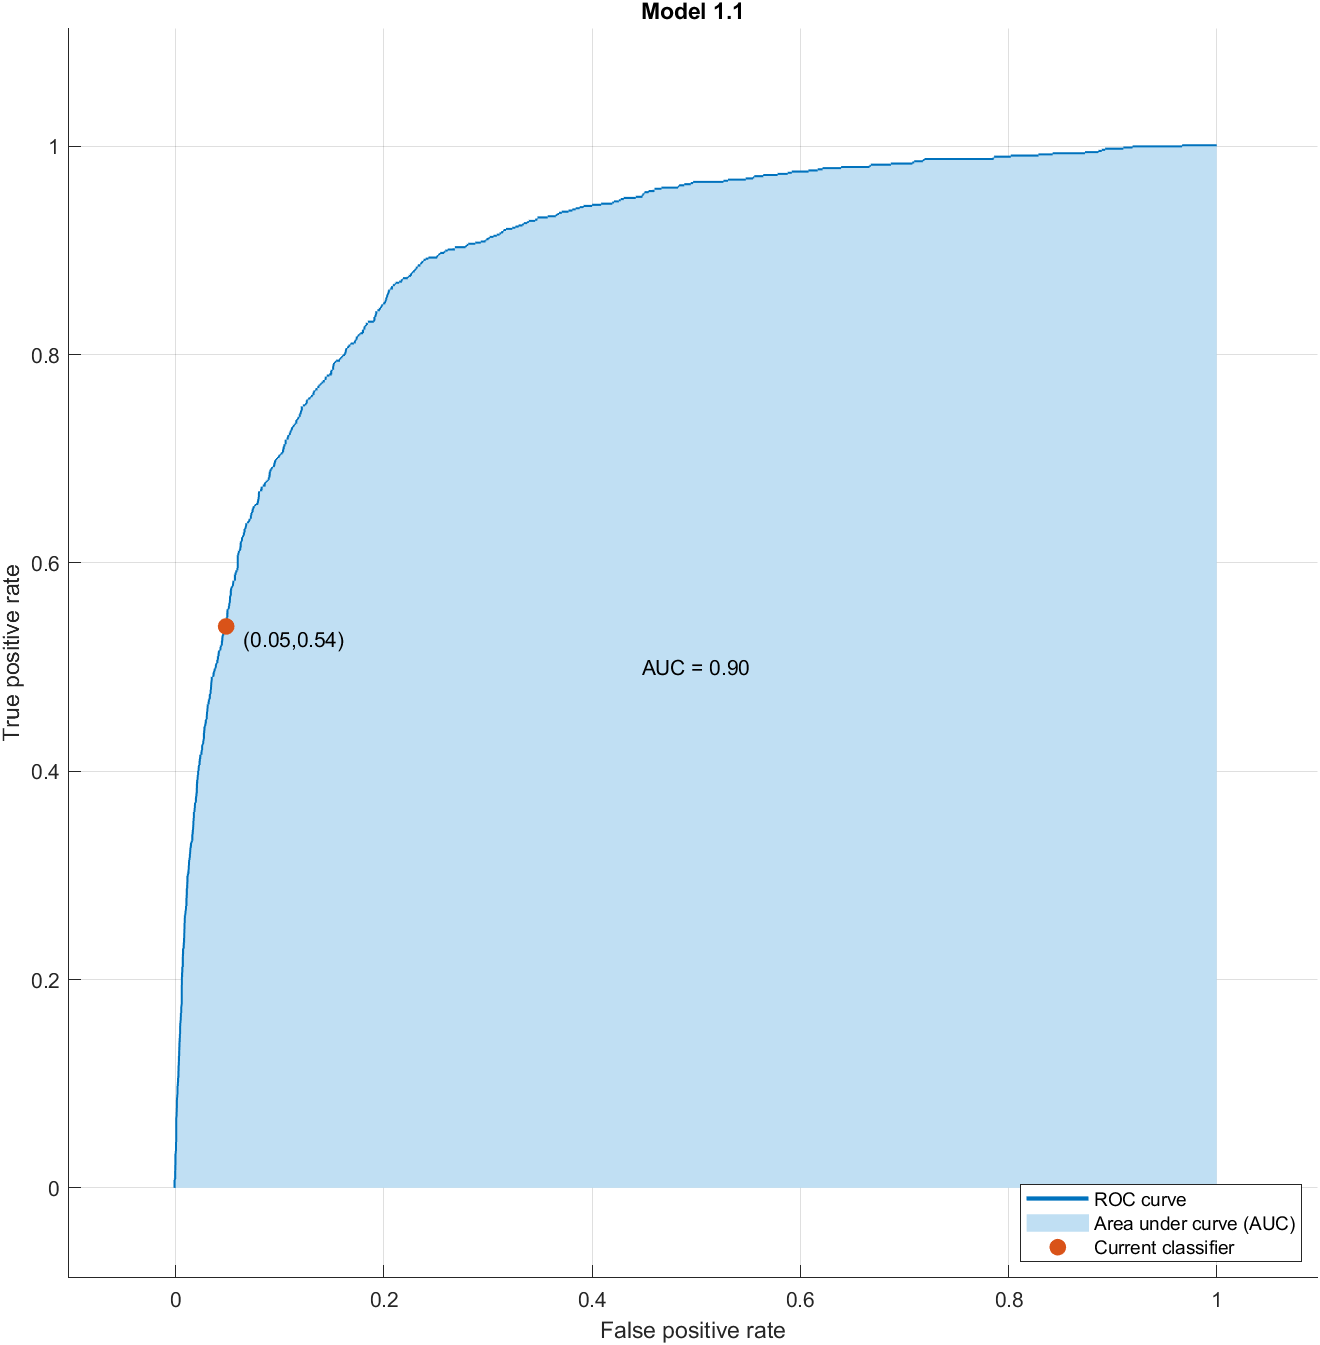 Model 1.1
1
0.8
0.6
0.4
0.2
0
True positive rate
(0.05,0.54)
AUC = 0.90
ROC curve
Area under curve (AUC)
Current classifier
0 0.2 0.4 0.6 0.8 1
False positive rate